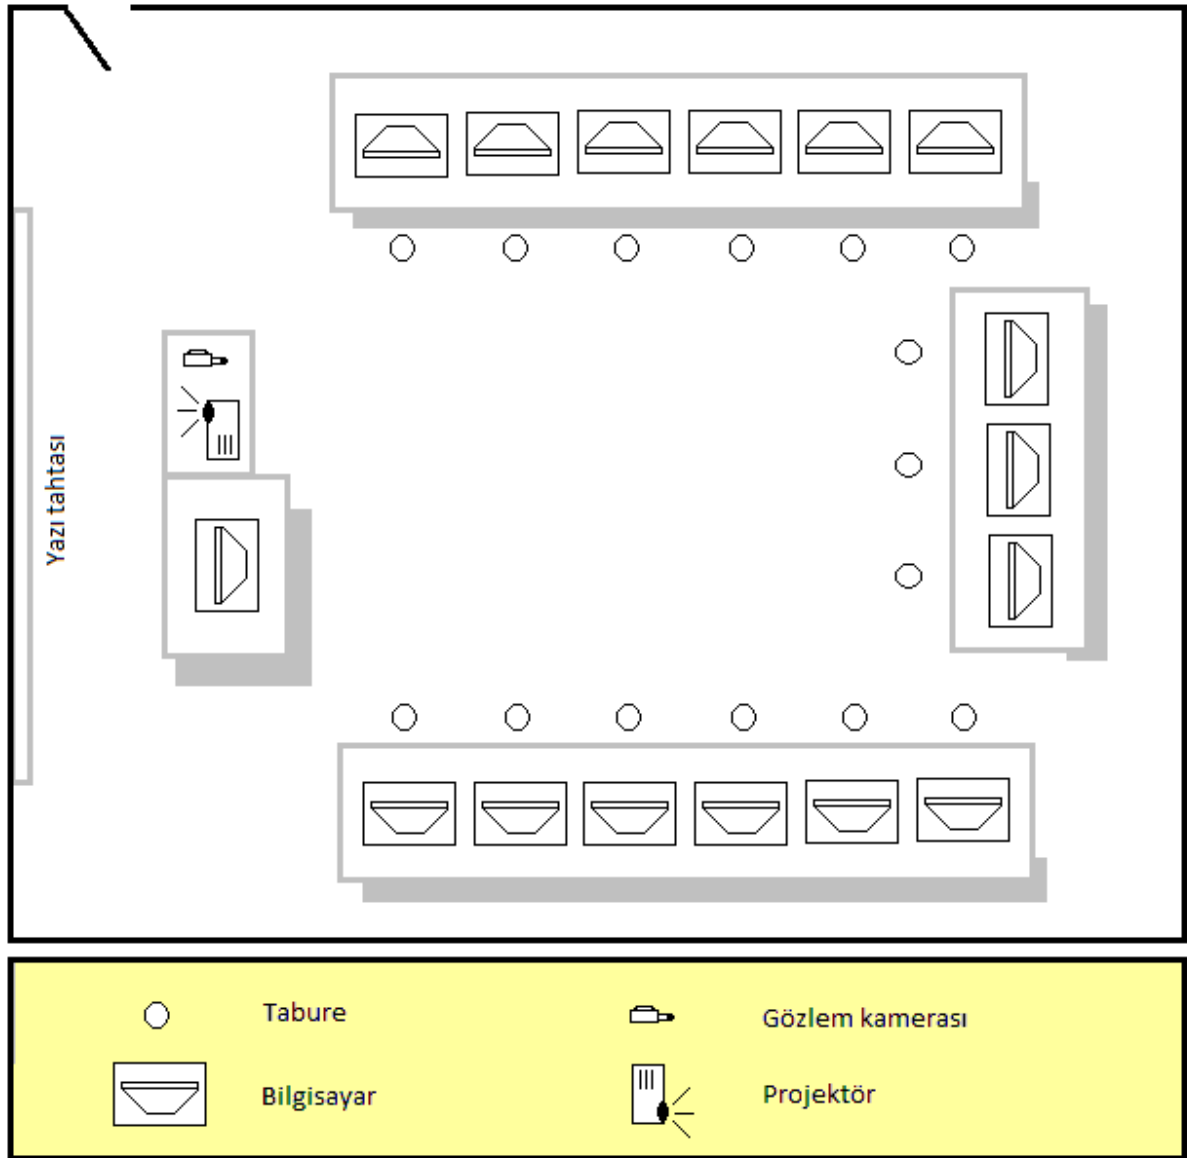 Yazı tahtası
Tabure
Gözlem kamerası
Bilgisayar
Projektör